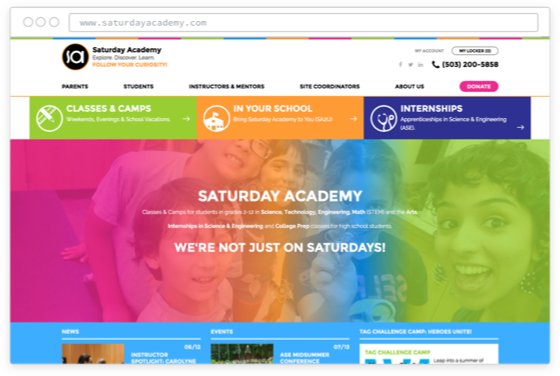 www.saturdayacademy.com
MY ACCOUNT
MY LOCKER (0)
sa
Saturday Academy
Explore. Discover. Learn.
FOLLOW YOUR CURIOSITY!
(503) 200-5858
PARENTS
STUDENTS
INSTRUCTORS & MENTORS
SITE COORDINATORS
ABOUT US
DONATE
CLASSES & CAMPS
Weekends, Evenings & School Vacations
IN YOUR SCHOOL
Bring Saturday Academy to You (SAU)
INTERNSHIPS
Apprenticeships in Science & Engineering
(ASE).
SATURDAY ACADEMY
Classes & Camps for students in grades 2-12 in Science, Technology, Engineering, Math (STEM) and the Arts.
Internships in Science & Engineering and College Prep classes for high school students.
WE'RE NOT JUST ON SATURDAYS!
NEWS
06/12
INSTRUCTOR
SPOTLIGHT: CAROLYNE
EVENTS
07/13
ASE MIDSUMMER
CONFERENCE
TAG CHALLENGE CAMP: HEROES UNITE!
TAG CHALLENGE CAMP
Leap into a summer of